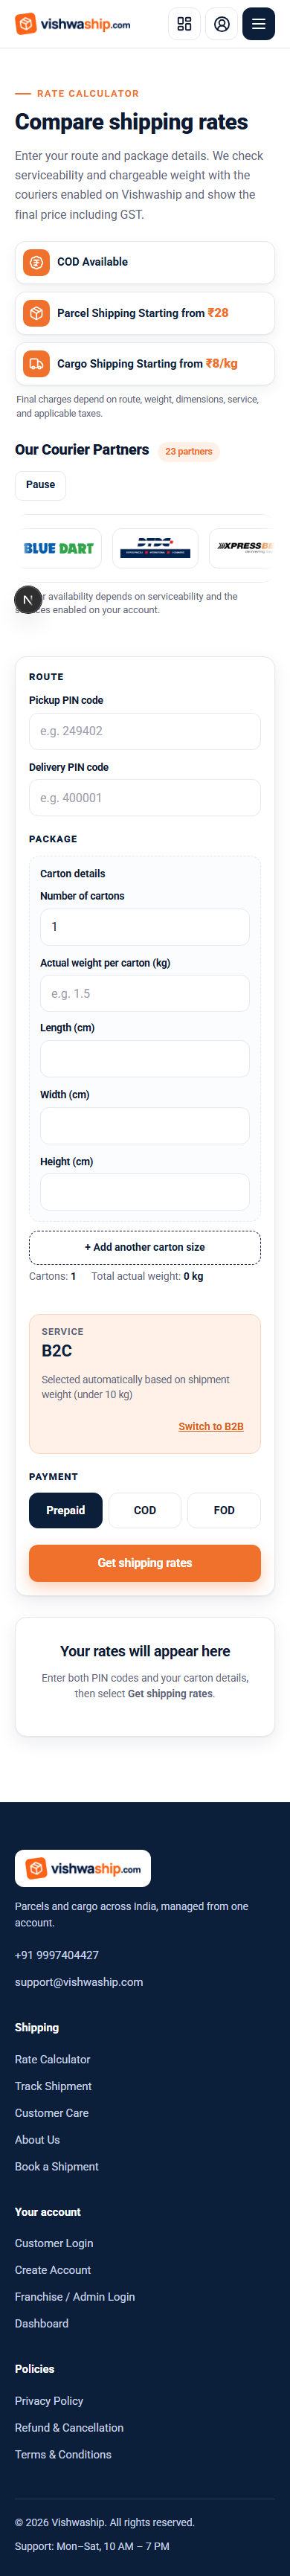 vishwaship.com
RATE CALCULATOR
Compare shipping rates
Enter your route and package details. We check
serviceability and chargeable weight with the
couriers enabled on Vishwaship and show the
final price including GST.
COD Available
Parcel Shipping Starting from ₹28
Cargo Shipping Starting from ₹8/kg
Final charges depend on route, weight, dimensions, service,
and applicable taxes.
Our Courier Partners 23 partners
Pause
BLUE DART
DTDC
XPRESSBE
N
availability depends on serviceability and the
enabled on your account.
ROUTE
Pickup PIN code
e.g. 249402
Delivery PIN code
e.g. 400001
PACKAGE
Carton details
Number of cartons
1
Actual weight per carton (kg)
e.g. 1.5
Length (cm)
Width (cm)
Height (cm)
+ Add another carton size
Cartons: 1 Total actual weight: 0 kg
SERVICE
B2C
Selected automatically based on shipment
weight (under 10 kg)
Switch to B2B
PAYMENT
Prepaid COD FOD
Get shipping rates
Your rates will appear here
Enter both PIN codes and your carton details,
then select Get shipping rates.
vishwaship.com
Parcels and cargo across India, managed from one
account.
+91 9997404427
support@vishwaship.com
Shipping
Rate Calculator
Track Shipment
Customer Care
About Us
Book a Shipment
Your account
Customer Login
Create Account
Franchise / Admin Login
Dashboard
Policies
Privacy Policy
Refund & Cancellation
Terms & Conditions
© 2026 Vishwaship. All rights reserved.
Support: Mon–Sat, 10 AM – 7 PM